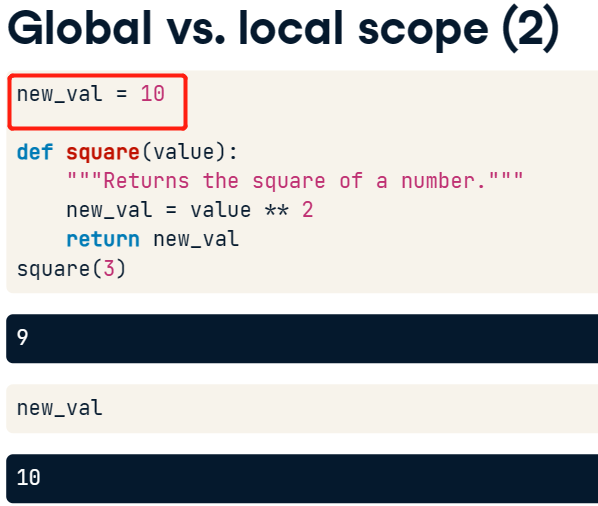 Global vs. local scope (2)
new_val = 10
def square(value):
    """Returns the square of a number."""
    new_val = value ** 2
    return new_val
square(3)
9
new_val
10